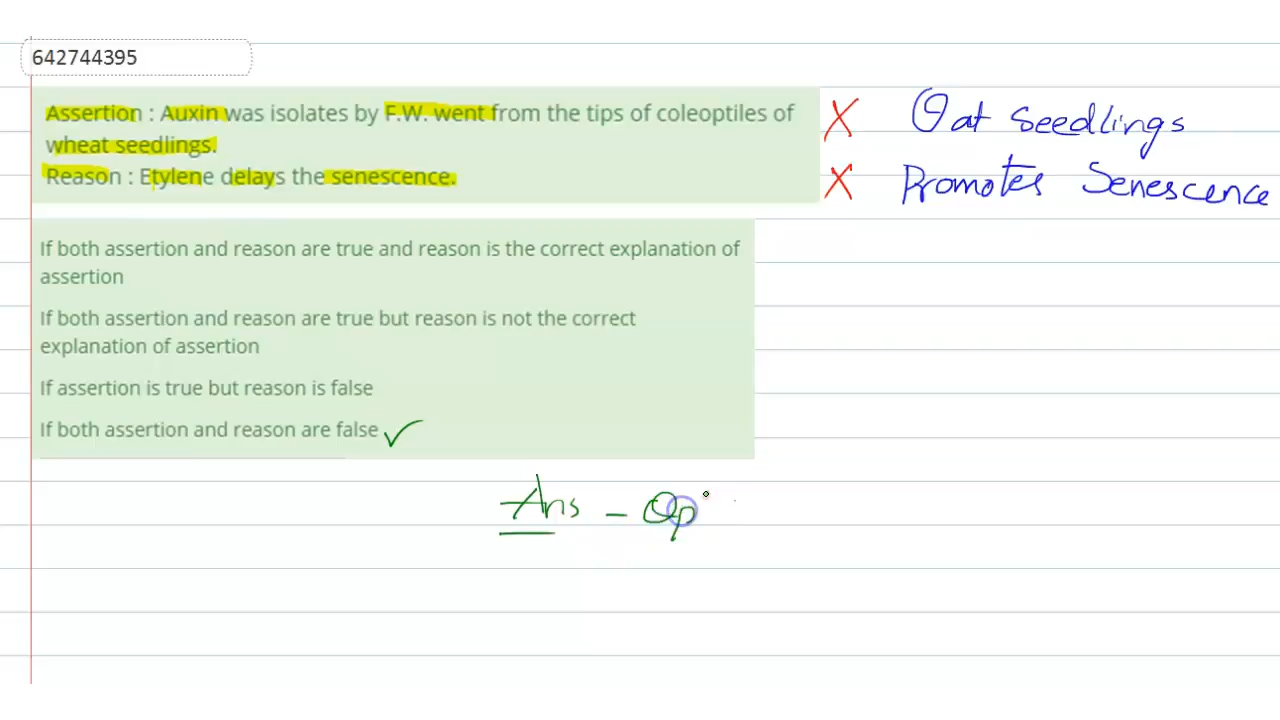 642744395
Assertion : Auxin was isolates by F.W. went from the tips of coleoptiles of
wheat seedlings.
Reason : Etylene delays the senescence.
X Oat Seedlings
X Promotes Senescence
If both assertion and reason are true and reason is the correct explanation of
assertion
If both assertion and reason are true but reason is not the correct
explanation of assertion
If assertion is true but reason is false
If both assertion and reason are false ✓
Ans - Op